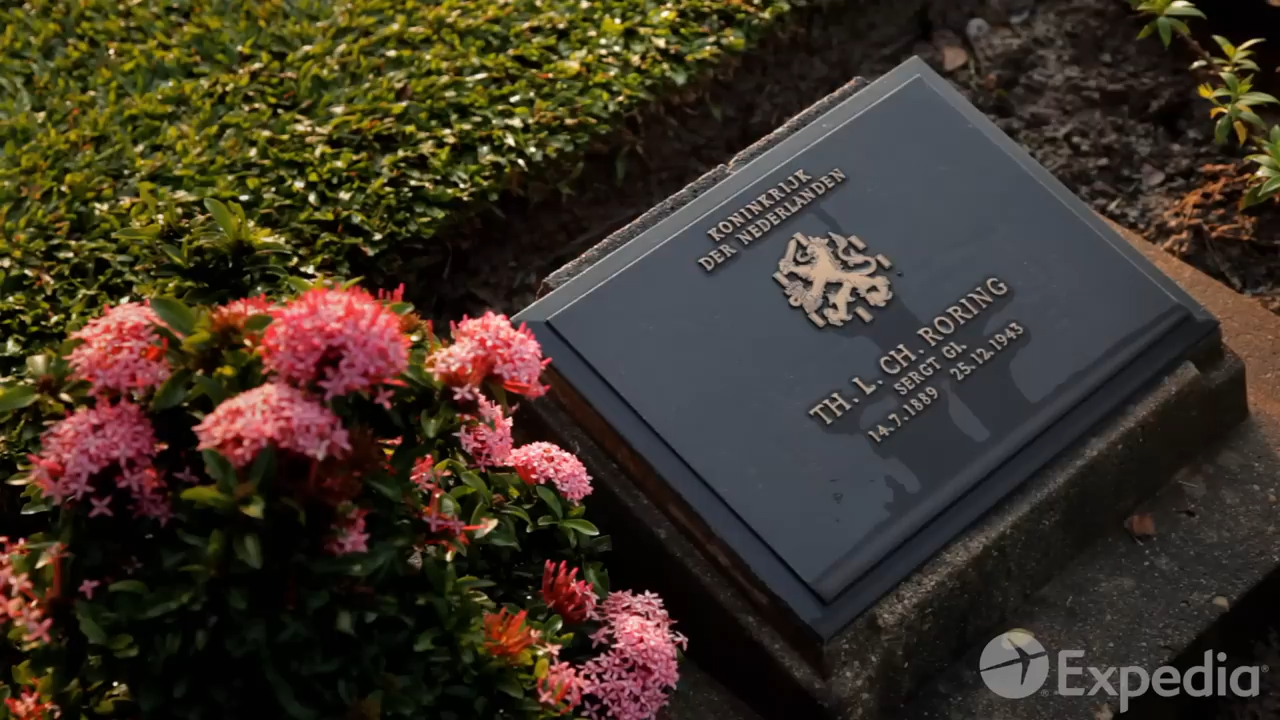 KONINKRIJK
DER NEDERLANDEN
TH. L. CH. RORING
SERGT GI.
14.7.1889 25.12.1943
Expedia®